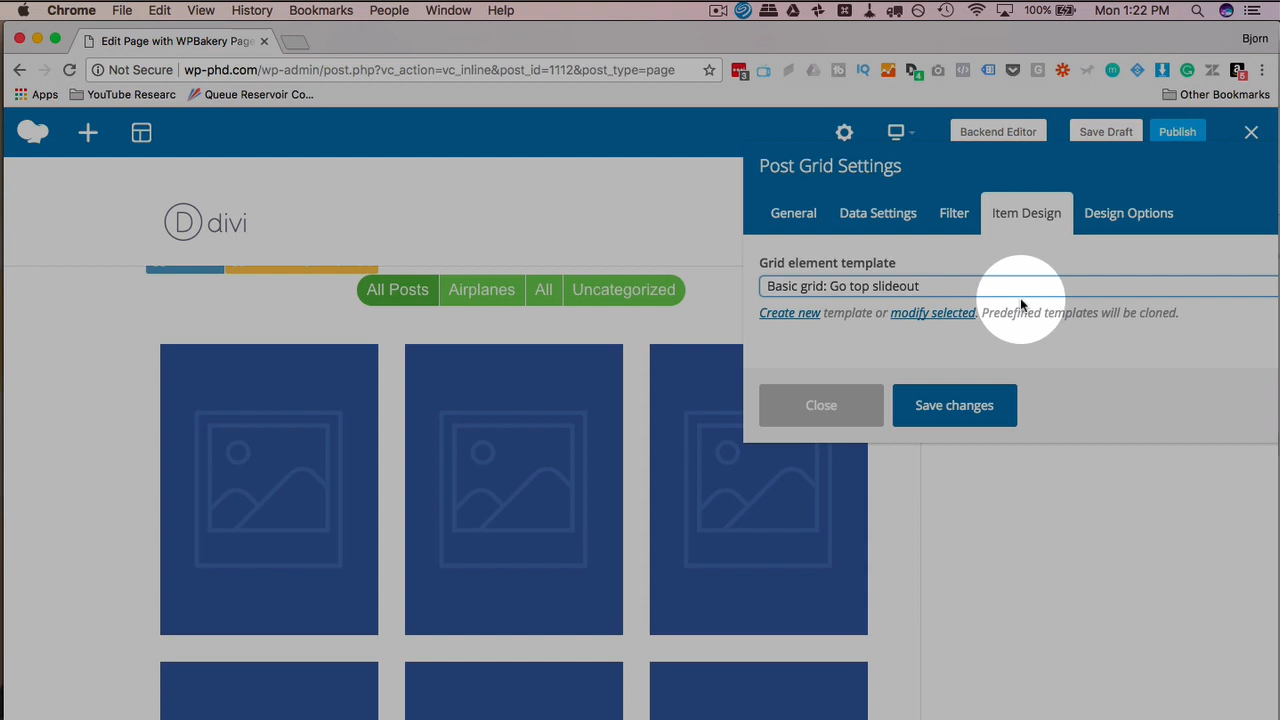 Chrome File Edit View History Bookmarks People Window Help 100% Mon 1:22 PM
Edit Page with WPBakery Page Bjorn
Not Secure wp-phd.com/wp-admin/post.php?vc_action=vc_inline&post_id=1112&post_type=page
Apps YouTube Researc Queue Reservoir Co... Other Bookmarks
Backend Editor Save Draft Publish
Post Grid Settings
General Data Settings Filter Item Design Design Options
D divi
Grid element template
Basic grid: Go top slideout
All Posts Airplanes All Uncategorized
Create new template or modify selected. Predefined templates will be cloned.
Close Save changes